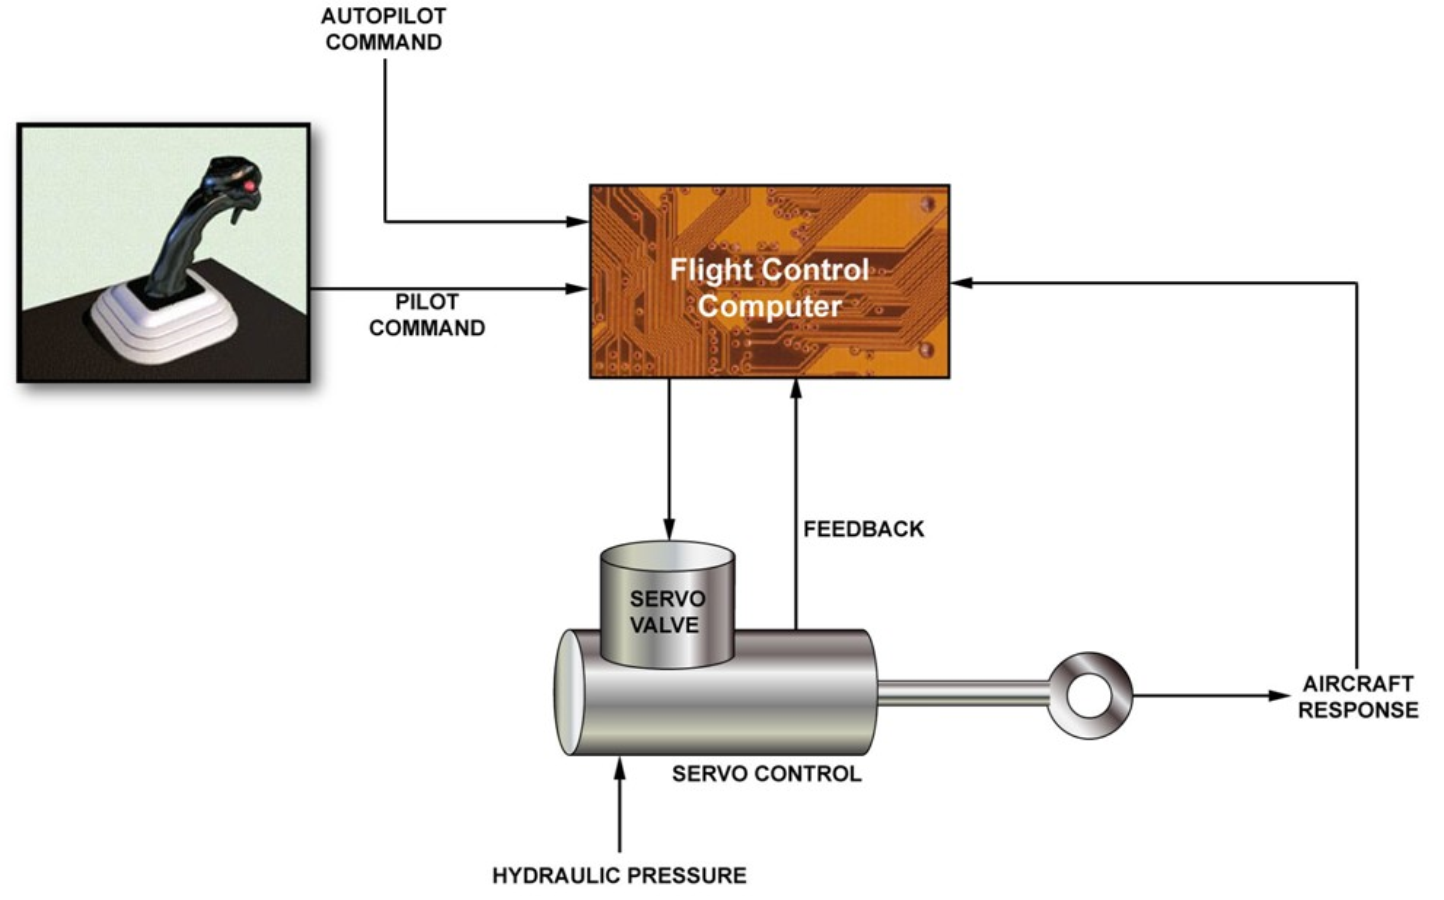 AUTOPILOT
COMMAND
Flight Control
Computer
PILOT
COMMAND
FEEDBACK
SERVO
VALVE
AIRCRAFT
RESPONSE
SERVO CONTROL
HYDRAULIC PRESSURE